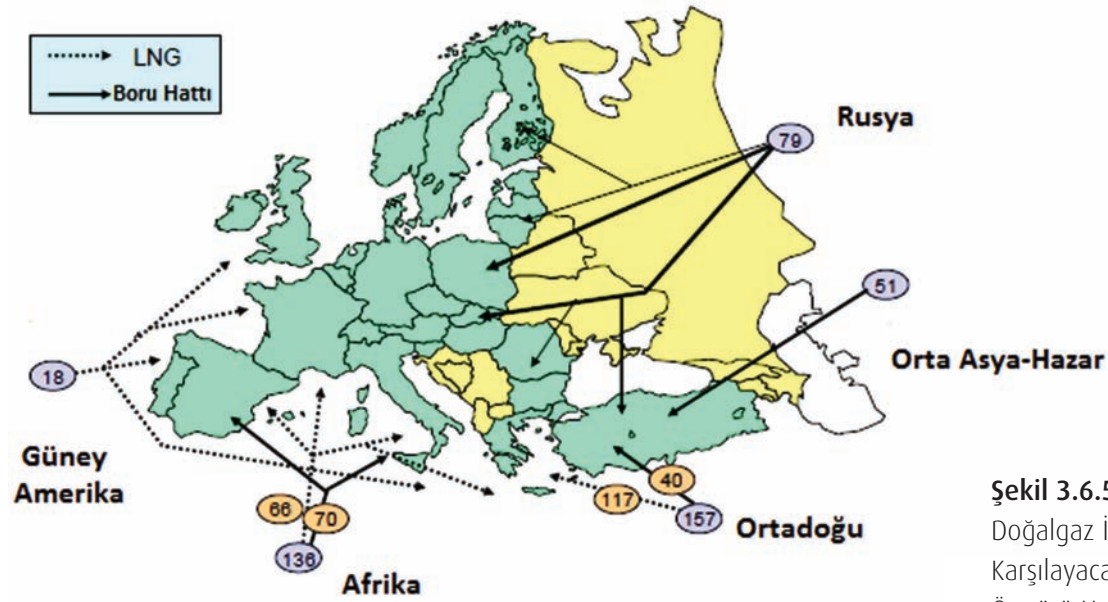 LNG
Boru Hattı
Rusya
79
51
Orta Asya-Hazar
18
Güney
Amerika
66
70
136
Afrika
40
117
157
Ortadoğu
Şekil 3.6.5
Doğalgaz İ
Karşılayaca